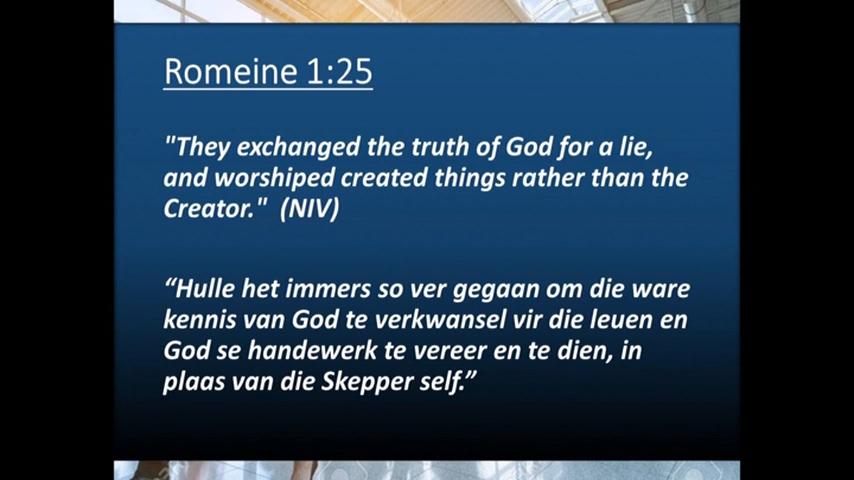 Romeine 1:25
"They exchanged the truth of God for a lie,
and worshiped created things rather than the
Creator."  (NIV)
“Hulle het immers so ver gegaan om die ware
kennis van God te verkwansel vir die leuen en
God se handewerk te vereer en te dien, in
plaas van die Skepper self.”